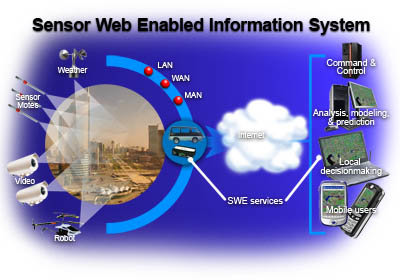 Sensor Web Enabled Information System
Weather
Sensor
Motes
Video
Robot
LAN
WAN
MAN
Internet
SWE services
Command &
Control
Analysis, modeling,
& prediction
Local
decisionmaking
Mobile users